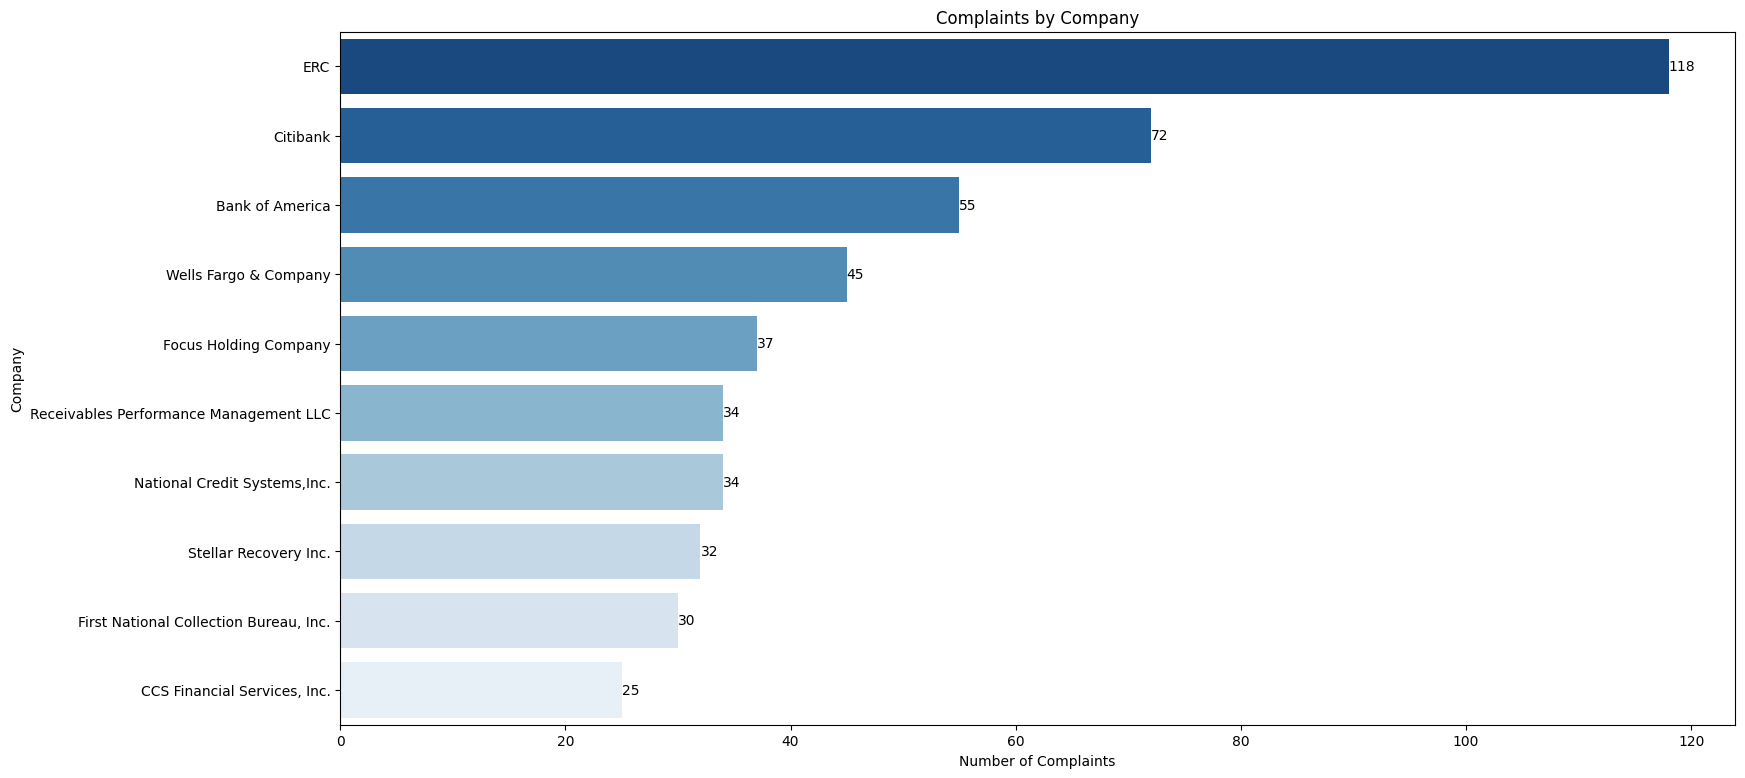 Complaints by Company
ERC 118
Citibank 72
Bank of America 55
Wells Fargo & Company 45
Focus Holding Company 37
Receivables Performance Management LLC 34
National Credit Systems,Inc. 34
Stellar Recovery Inc. 32
First National Collection Bureau, Inc. 30
CCS Financial Services, Inc. 25
0 20 40 60 80 100 120
Number of Complaints
Company